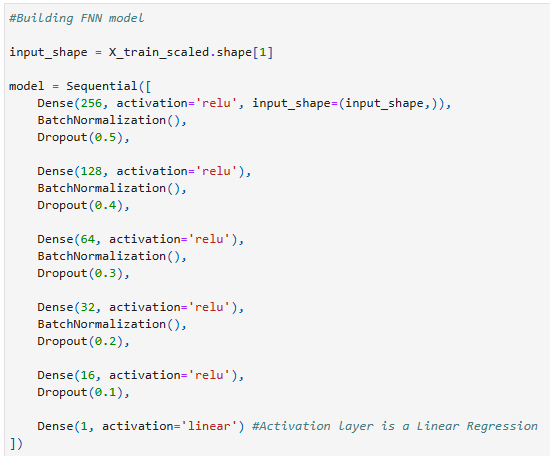 #Building FNN model
input_shape = X_train_scaled.shape[1]
model = Sequential([
    Dense(256, activation='relu', input_shape=(input_shape,)),
    BatchNormalization(),
    Dropout(0.5),
    Dense(128, activation='relu'),
    BatchNormalization(),
    Dropout(0.4),
    Dense(64, activation='relu'),
    BatchNormalization(),
    Dropout(0.3),
    Dense(32, activation='relu'),
    BatchNormalization(),
    Dropout(0.2),
    Dense(16, activation='relu'),
    Dropout(0.1),
    Dense(1, activation='linear') #Activation layer is a Linear Regression
])